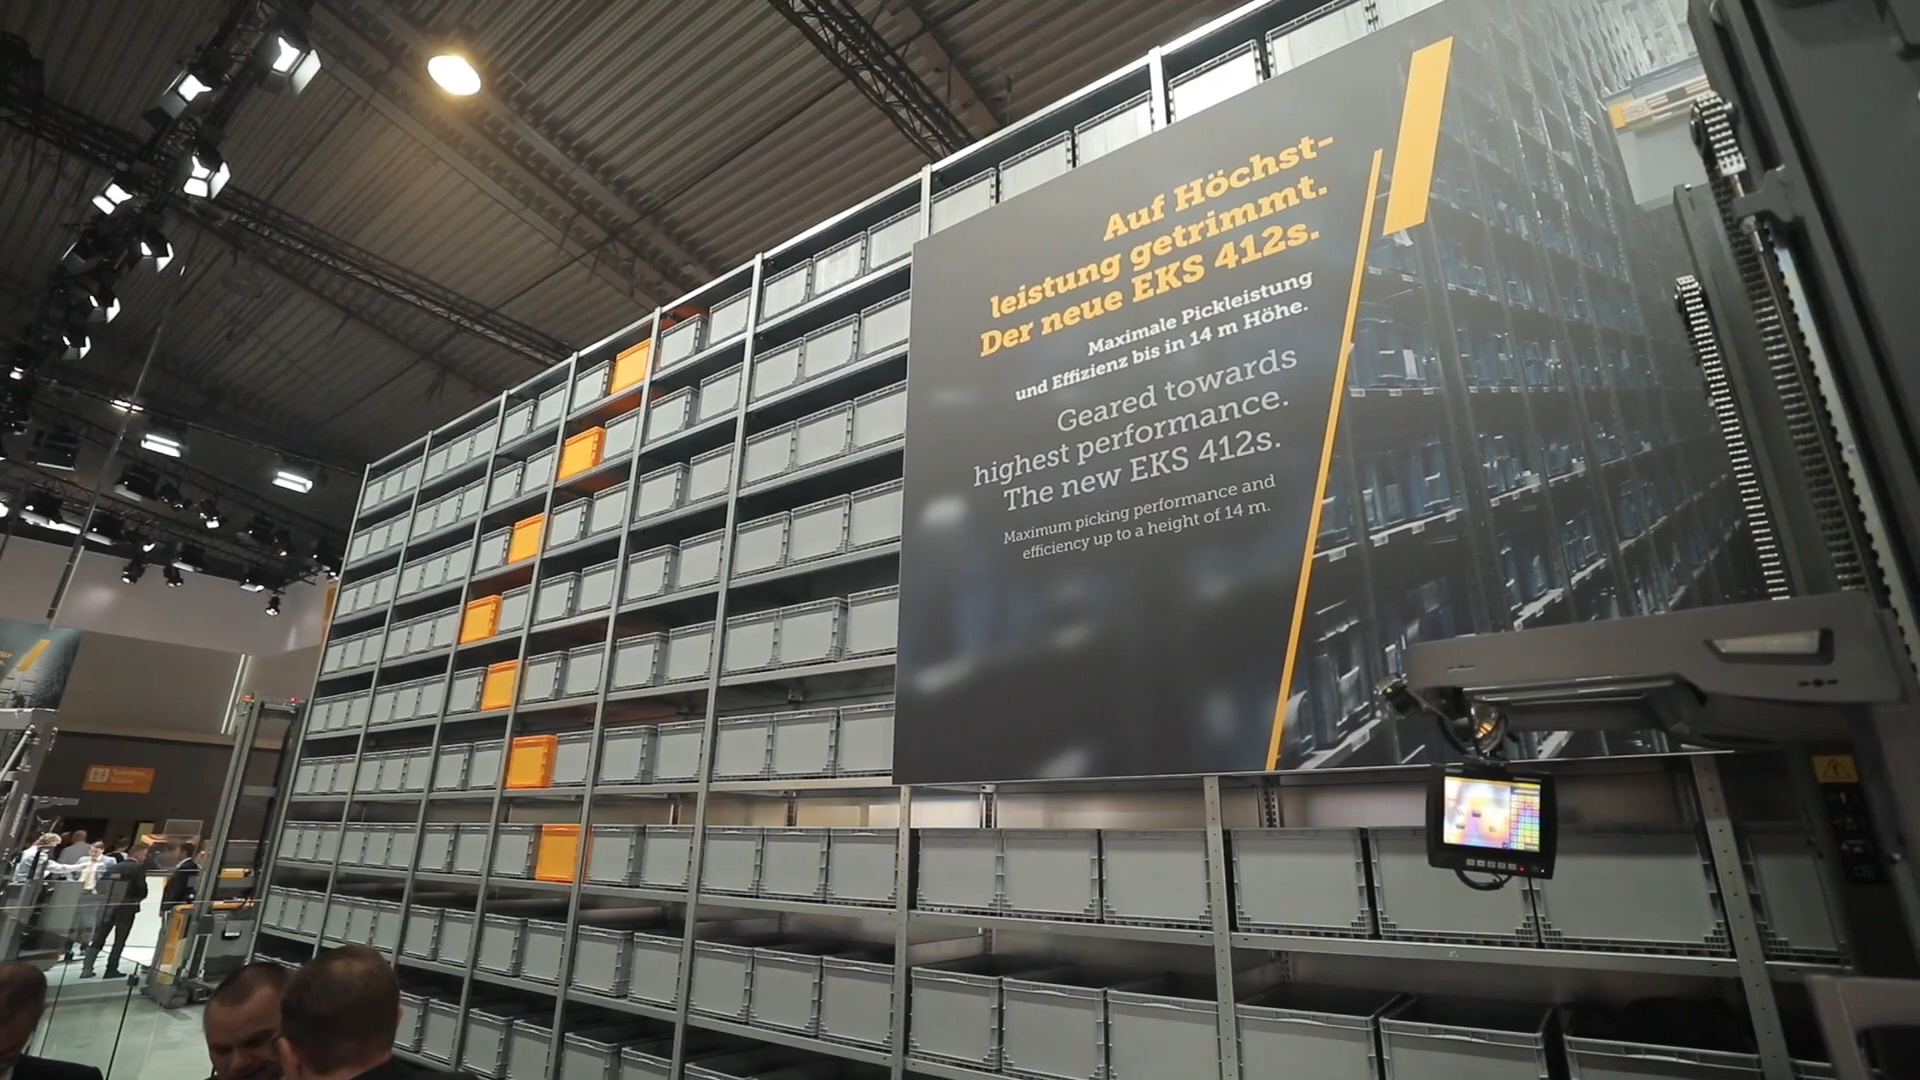 Auf Höchst-
leistung getrimmt.
Der neue EKS 412s.
Maximale Pickleistung
und Effizienz bis in 14 m Höhe.
Geared towards
highest performance.
The new EKS 412s.
Maximum picking performance and
efficiency up to a height of 14 m.